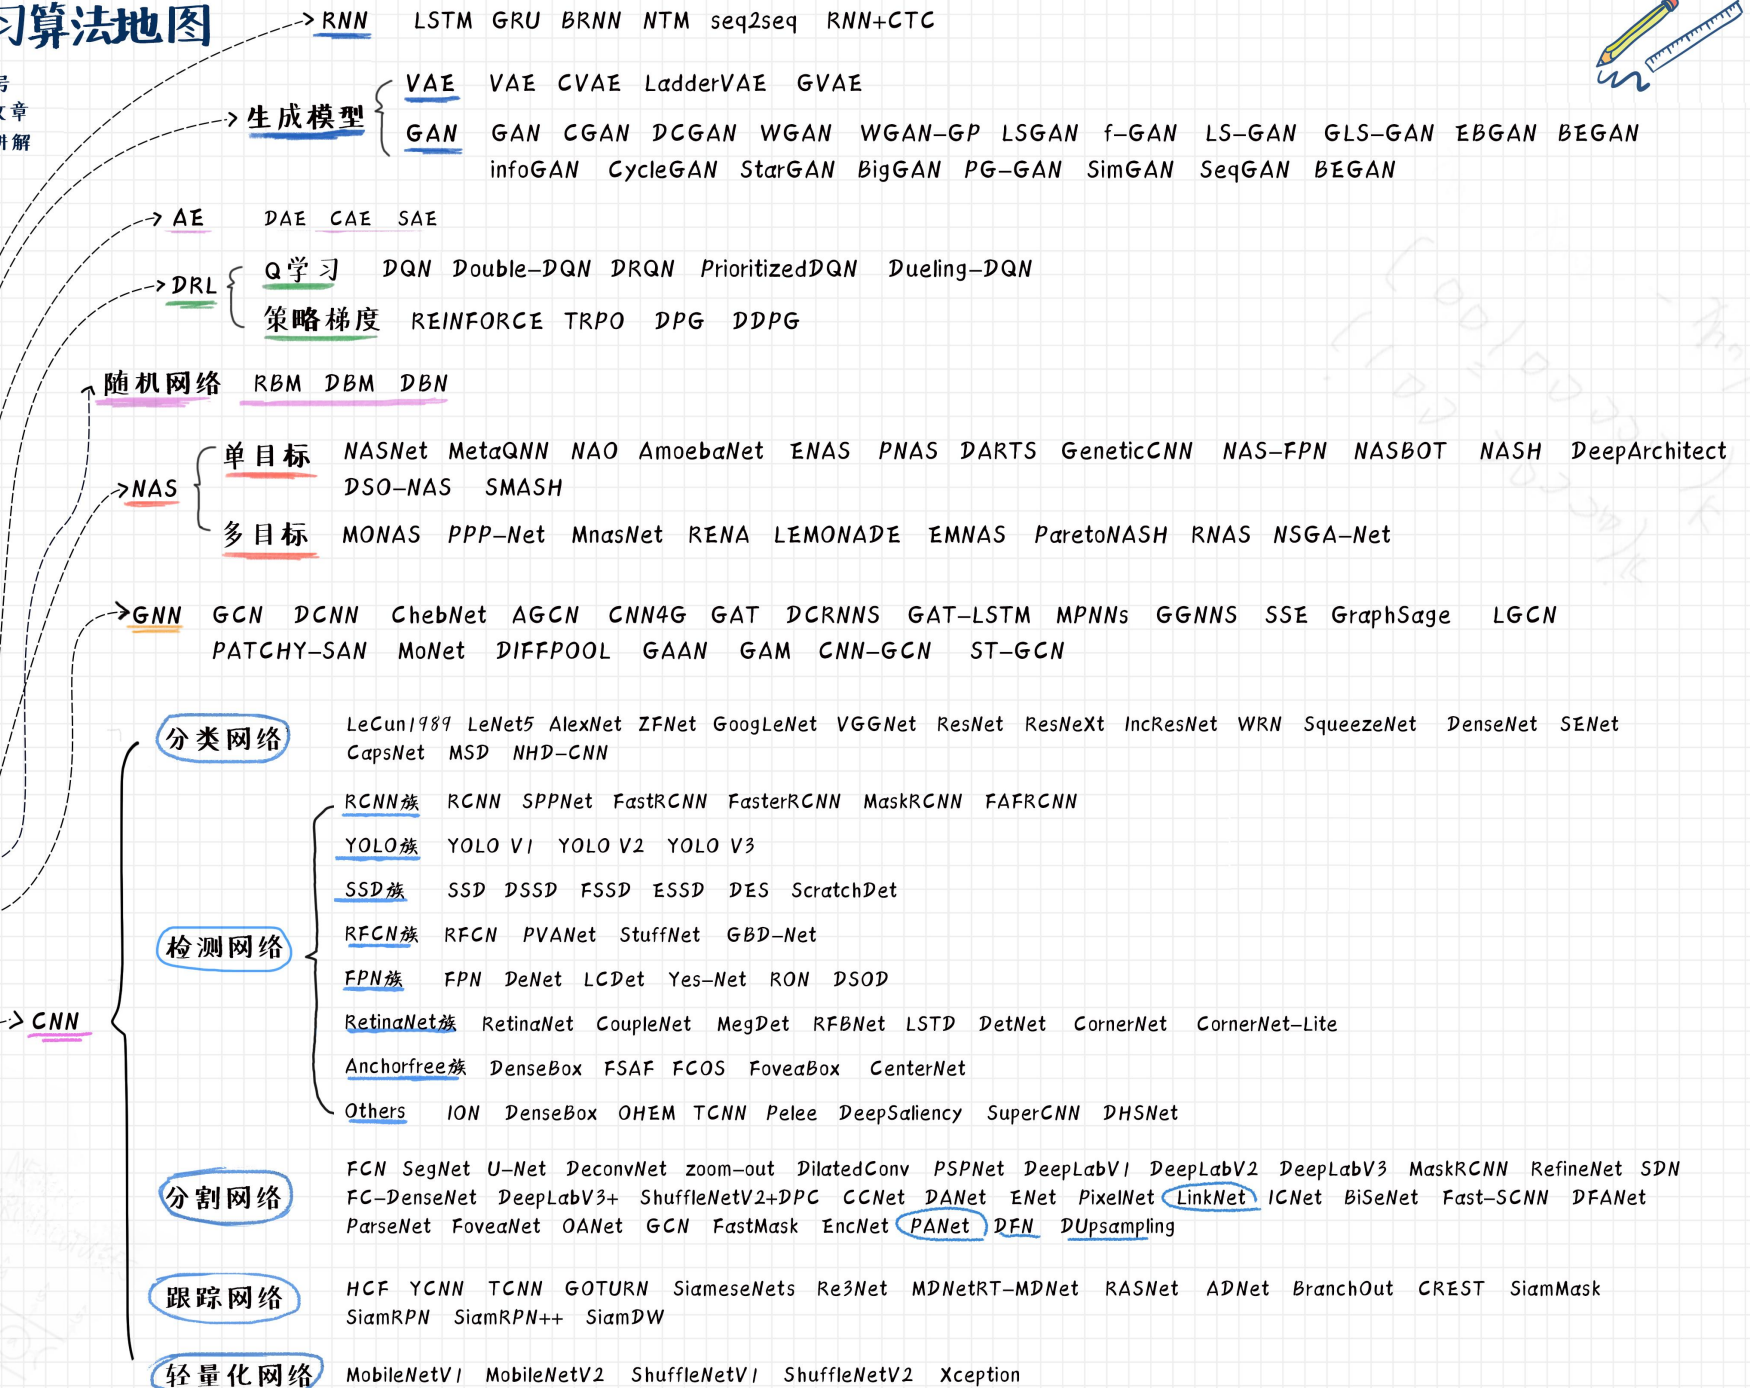 习算法地图
号
文章
讲解
RNN LSTM GRU BRNN NTM seq2seq RNN+CTC
生成模型
VAE VAE CVAE LadderVAE GVAE
GAN GAN CGAN DCGAN WGAN WGAN-GP LSGAN f-GAN LS-GAN GLS-GAN EBGAN BEGAN
infoGAN CycleGAN StarGAN BigGAN PG-GAN SimGAN SeqGAN BEGAN
AE DAE CAE SAE
DRL
Q学习 DQN Double-DQN DRQN PrioritizedDQN Dueling-DQN
策略梯度 REINFORCE TRPO DPG DDPG
随机网络 RBM DBM DBN
NAS
单目标 NASNet MetaQNN NAO AmoebaNet ENAS PNAS DARTS GeneticCNN NAS-FPN NASBOT NASH DeepArchitect
DSO-NAS SMASH
多目标 MONAS PPP-Net MnasNet RENA LEMONADE EMNAS ParetoNASH RNAS NSGA-Net
GNN GCN DCNN ChebNet AGCN CNN4G GAT DCRNNS GAT-LSTM MPNNs GGNNS SSE GraphSage LGCN
PATCHY-SAN MoNet DIFFPOOL GAAN GAM CNN-GCN ST-GCN
CNN
分类网络 LeCun1989 LeNet5 AlexNet ZFNet GoogLeNet VGGNet ResNet ResNeXt IncResNet WRN SqueezeNet DenseNet SENet
CapsNet MSD NHD-CNN
检测网络
RCNN族 RCNN SPPNet FastRCNN FasterRCNN MaskRCNN FAFRCNN
YOLO族 YOLO V1 YOLO V2 YOLO V3
SSD族 SSD DSSD FSSD ESSD DES ScratchDet
RFCN族 RFCN PVANet StuffNet GBD-Net
FPN族 FPN DeNet LCDet Yes-Net RON DSOD
RetinaNet族 RetinaNet CoupleNet MegDet RFBNet LSTD DetNet CornerNet CornerNet-Lite
Anchorfree族 DenseBox FSAF FCOS FoveaBox CenterNet
Others ION DenseBox OHEM TCNN Pelee DeepSaliency SuperCNN DHSNet
分割网络 FCN SegNet U-Net DeconvNet zoom-out DilatedConv PSPNet DeepLabV1 DeepLabV2 DeepLabV3 MaskRCNN RefineNet SDN
FC-DenseNet DeepLabV3+ ShuffleNetV2+DPC CCNet DANet ENet PixelNet LinkNet ICNet BiSeNet Fast-SCNN DFANet
ParseNet FoveaNet OANet GCN FastMask EncNet PANet DFN DUpsampling
跟踪网络 HCF YCNN TCNN GOTURN SiameseNets Re3Net MDNetRT-MDNet RASNet ADNet BranchOut CREST SiamMask
SiamRPN SiamRPN++ SiamDW
轻量化网络 MobileNetV1 MobileNetV2 ShuffleNetV1 ShuffleNetV2 Xception